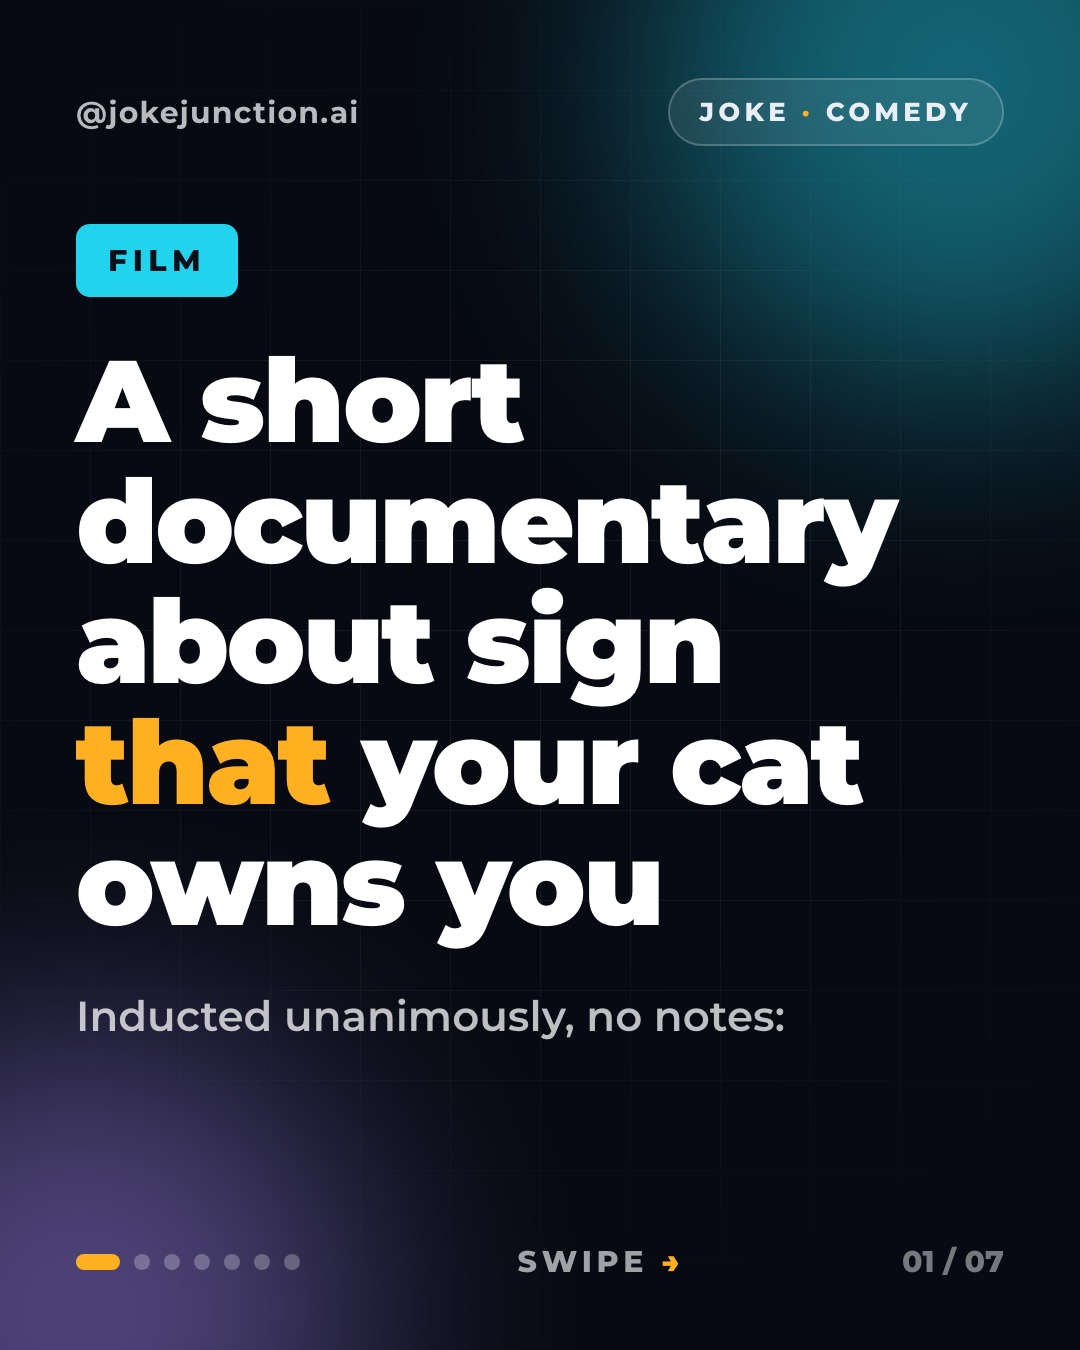 @jokejunction.ai
JOKE · COMEDY
FILM
A short
documentary
about sign
that your cat
owns you
Inducted unanimously, no notes:
SWIPE →
01 / 07